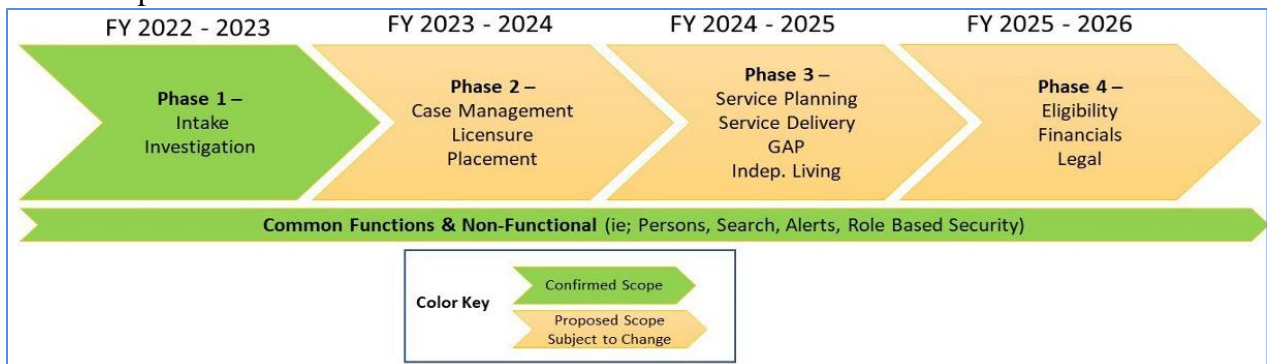 FY 2022 - 2023
FY 2023 - 2024
FY 2024 - 2025
FY 2025 - 2026
Phase 1 –
Intake
Investigation
Phase 2 –
Case Management
Licensure
Placement
Phase 3 –
Service Planning
Service Delivery
GAP
Indep. Living
Phase 4 –
Eligibility
Financials
Legal
Common Functions & Non-Functional (ie; Persons, Search, Alerts, Role Based Security)
Color Key
Confirmed Scope
Proposed Scope
Subject to Change